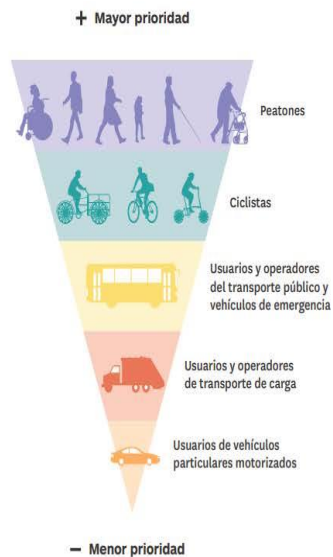 + Mayor prioridad
Peatones
Ciclistas
Usuarios y operadores
del transporte público y
vehículos de emergencia
Usuarios y operadores
de transporte de carga
Usuarios de vehículos
particulares motorizados
– Menor prioridad